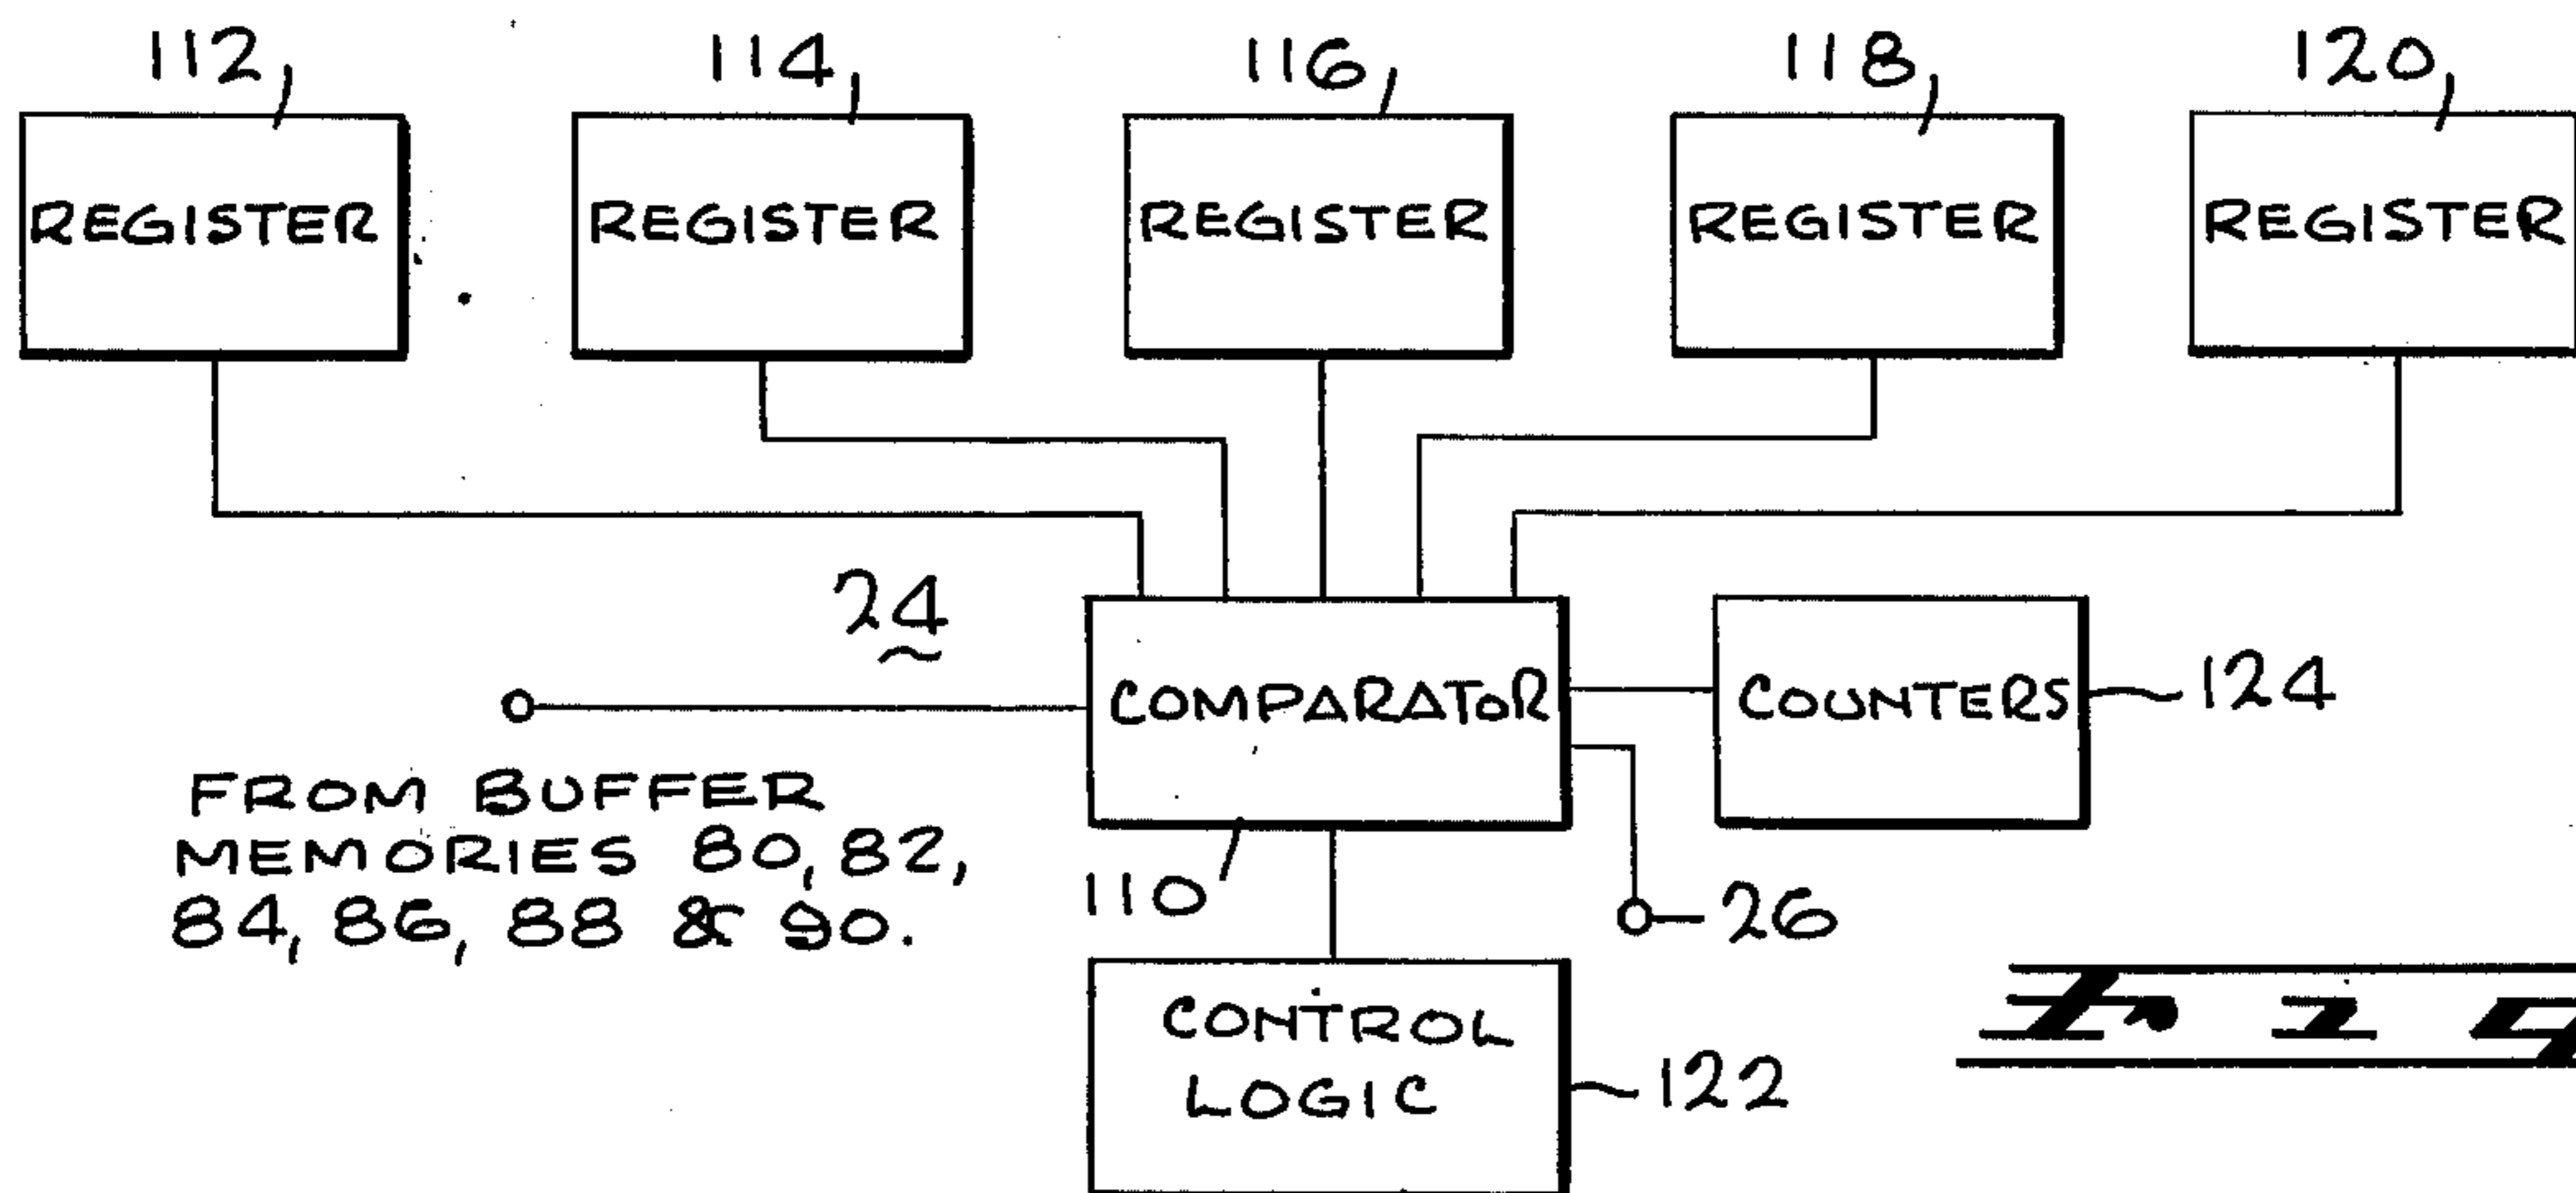 112, 114, 116, 118, 120,
REGISTER REGISTER REGISTER REGISTER REGISTER
24
COMPARATOR COUNTERS 124
FROM BUFFER
MEMORIES 80, 82,
84, 86, 88 & 90.
110 26
CONTROL
LOGIC 122